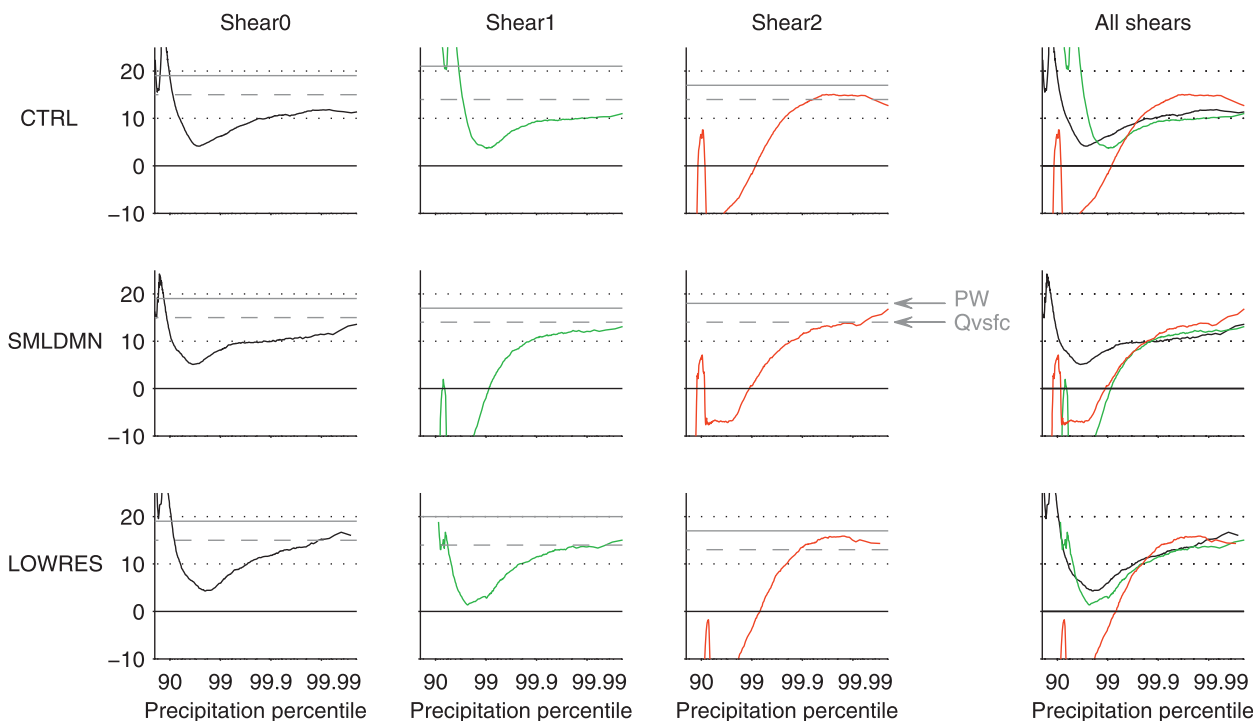 Shear0 Shear1 Shear2 All shears
CTRL
20
10
0
−10
SMLDMN
20
10
0
−10
PW
Qvsfc
LOWRES
20
10
0
−10
90 99 99.9 99.99 90 99 99.9 99.99 90 99 99.9 99.99 90 99 99.9 99.99
Precipitation percentile Precipitation percentile Precipitation percentile Precipitation percentile